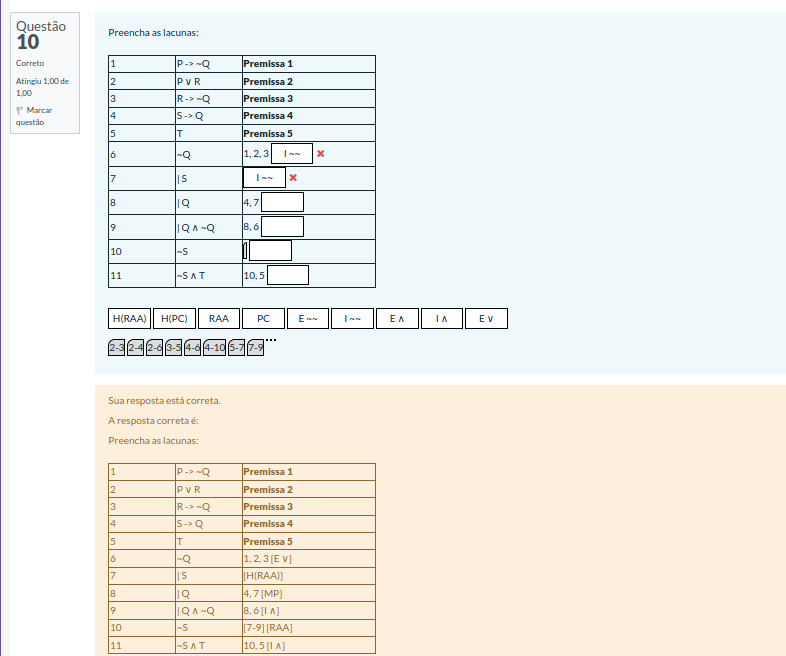 Questão
10
Correto
Atingiu 1,00 de
1,00
Marcar
questão
Preencha as lacunas:
1 P -> ~Q Premissa 1
2 P ∨ R Premissa 2
3 R -> ~Q Premissa 3
4 S -> Q Premissa 4
5 T Premissa 5
6 ~Q 1, 2, 3 I ~~
7 | S I ~~
8 | Q 4, 7
9 | Q ∧ ~Q 8, 6
10 ~S
11 ~S ∧ T 10, 5
H(RAA) H(PC) RAA PC E ~~ I ~~ E ∧ I ∧ E ∨
2-3 2-4 2-6 3-5 4-6 4-10 5-7 7-9
Sua resposta está correta.
A resposta correta é:
Preencha as lacunas:
1 P -> ~Q Premissa 1
2 P ∨ R Premissa 2
3 R -> ~Q Premissa 3
4 S -> Q Premissa 4
5 T Premissa 5
6 ~Q 1, 2, 3 [E ∨]
7 | S [H(RAA)]
8 | Q 4, 7 [MP]
9 | Q ∧ ~Q 8, 6 [I ∧]
10 ~S [7-9] [RAA]
11 ~S ∧ T 10, 5 [I ∧]